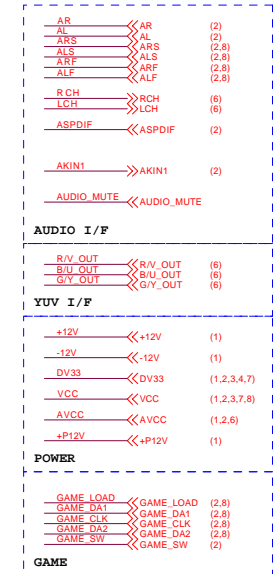 AR AR (2)
AL AL (2)
ARS ARS (2,8)
ALS ALS (2,8)
ARF ARF (2,8)
ALF ALF (2,8)
RCH RCH (6)
LCH LCH (6)
ASPDIF ASPDIF (2)
AKIN1 AKIN1 (2)
AUDIO_MUTE AUDIO_MUTE
AUDIO I/F
R/V_OUT R/V_OUT (6)
B/U_OUT B/U_OUT (6)
G/Y_OUT G/Y_OUT (6)
YUV I/F
+12V +12V (1)
-12V -12V (1)
DV33 DV33 (1,2,3,4,7)
VCC VCC (1,2,3,7,8)
AVCC AVCC (1,2,6)
+P12V +P12V (1)
POWER
GAME_LOAD GAME_LOAD (2,8)
GAME_DA1 GAME_DA1 (2,8)
GAME_CLK GAME_CLK (2,8)
GAME_DA2 GAME_DA2 (2,8)
GAME_SW GAME_SW (2)
GAME